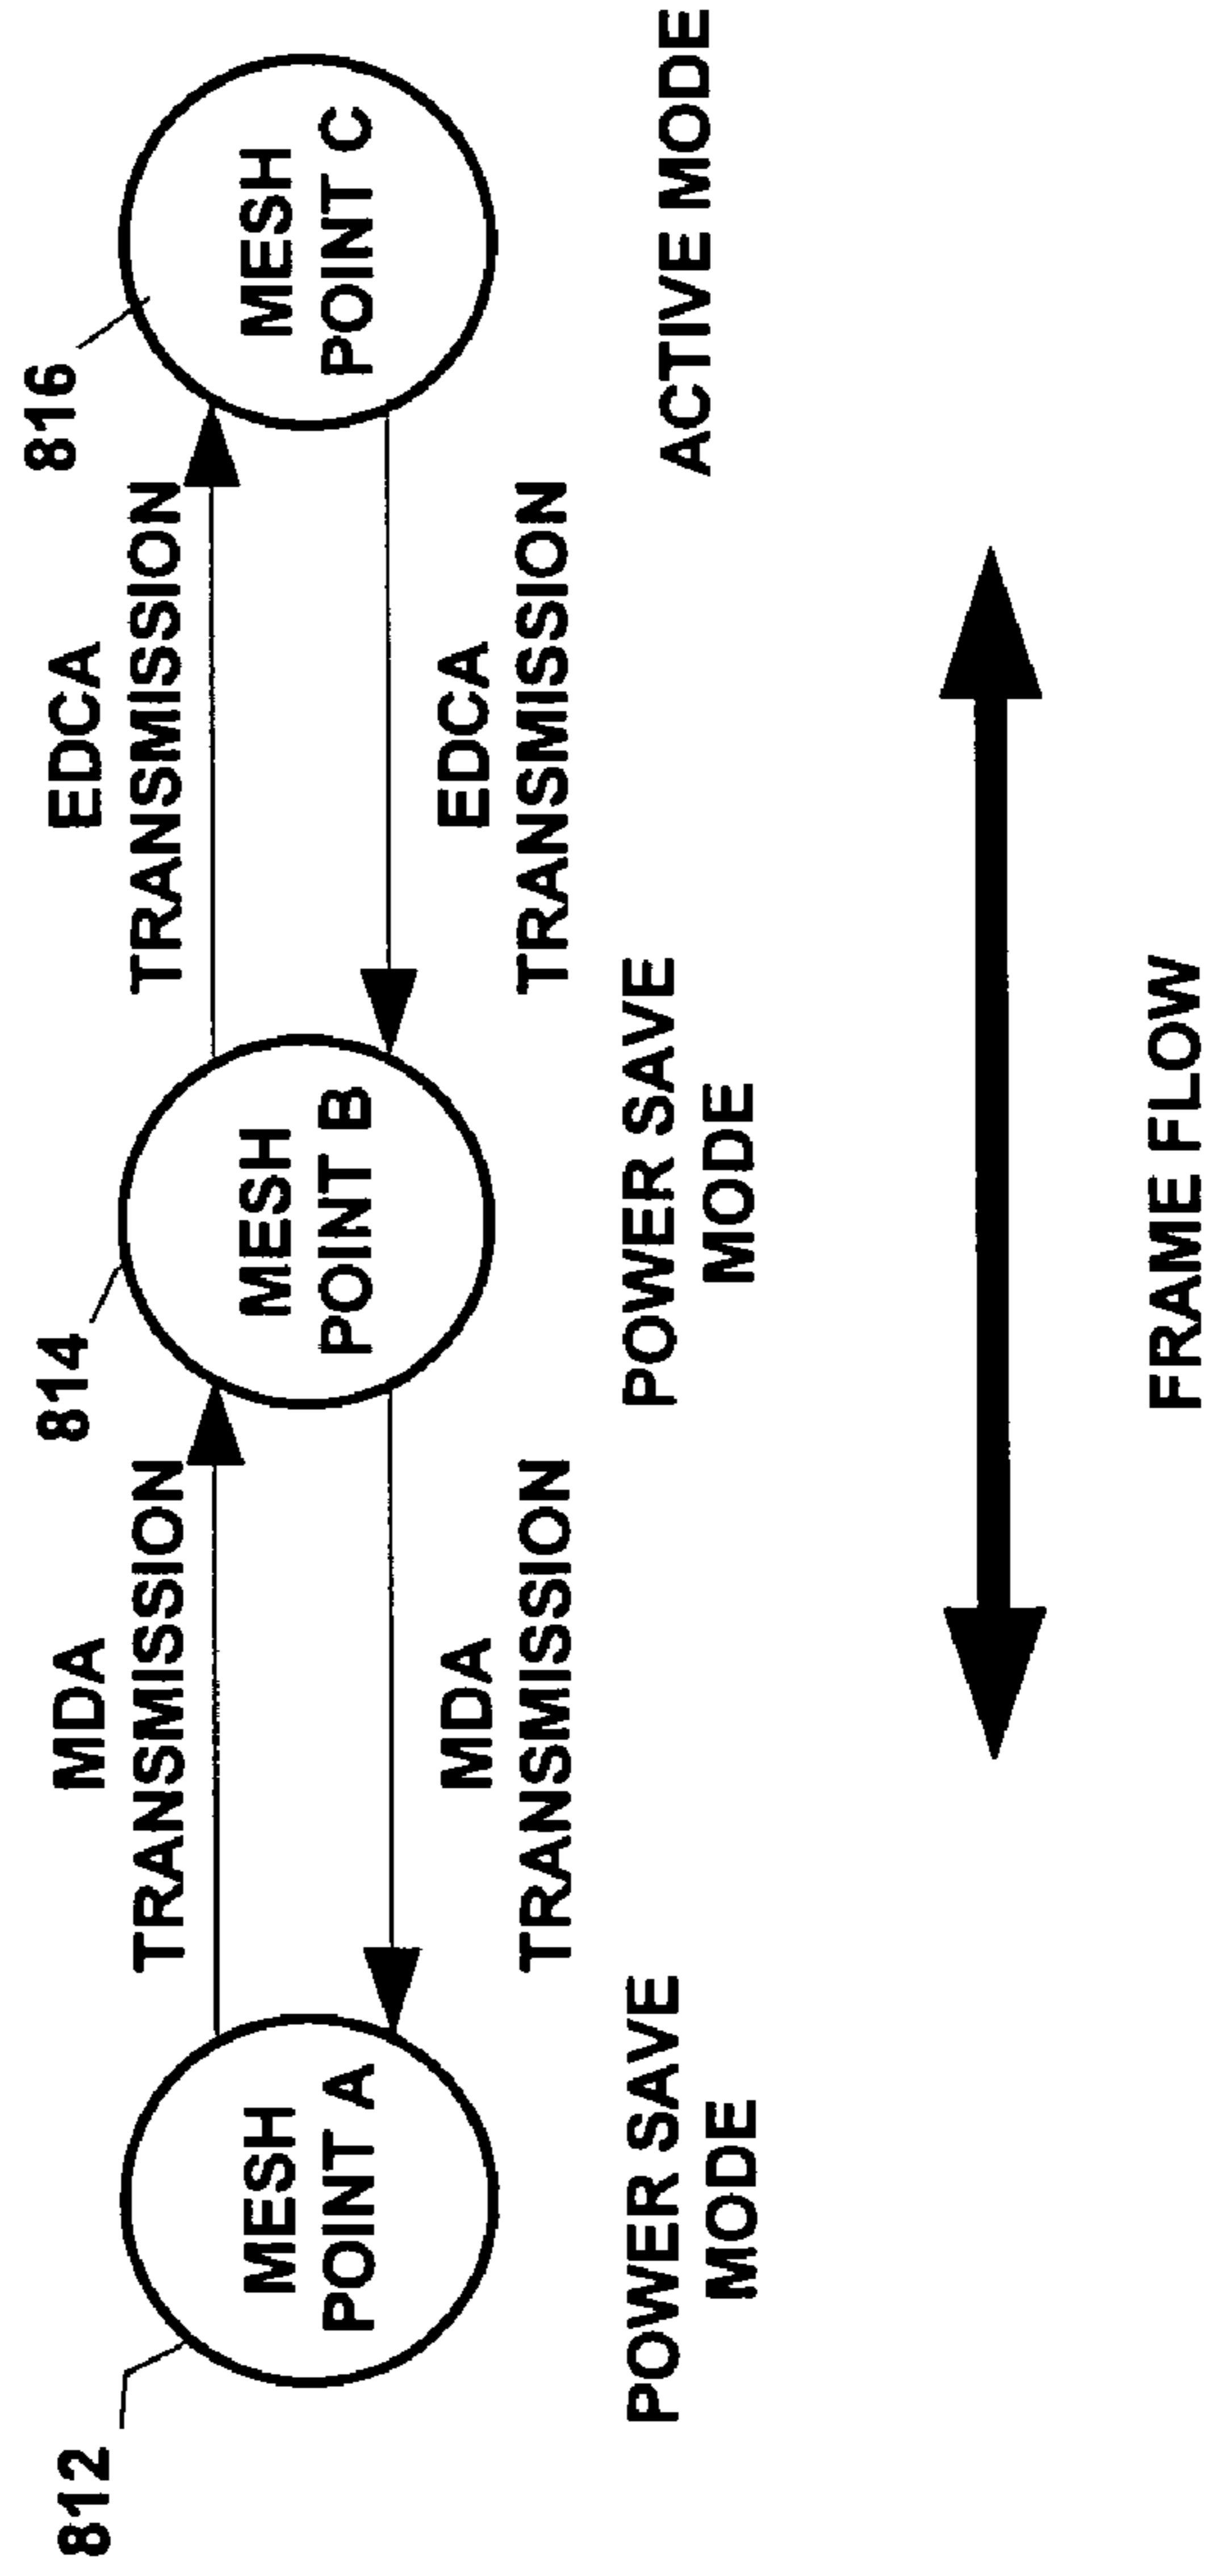 812
814
816
MDA
TRANSMISSION
EDCA
TRANSMISSION
MESH
POINT A
MESH
POINT B
MESH
POINT C
MDA
TRANSMISSION
EDCA
TRANSMISSION
POWER SAVE
MODE
POWER SAVE
MODE
ACTIVE MODE
FRAME FLOW